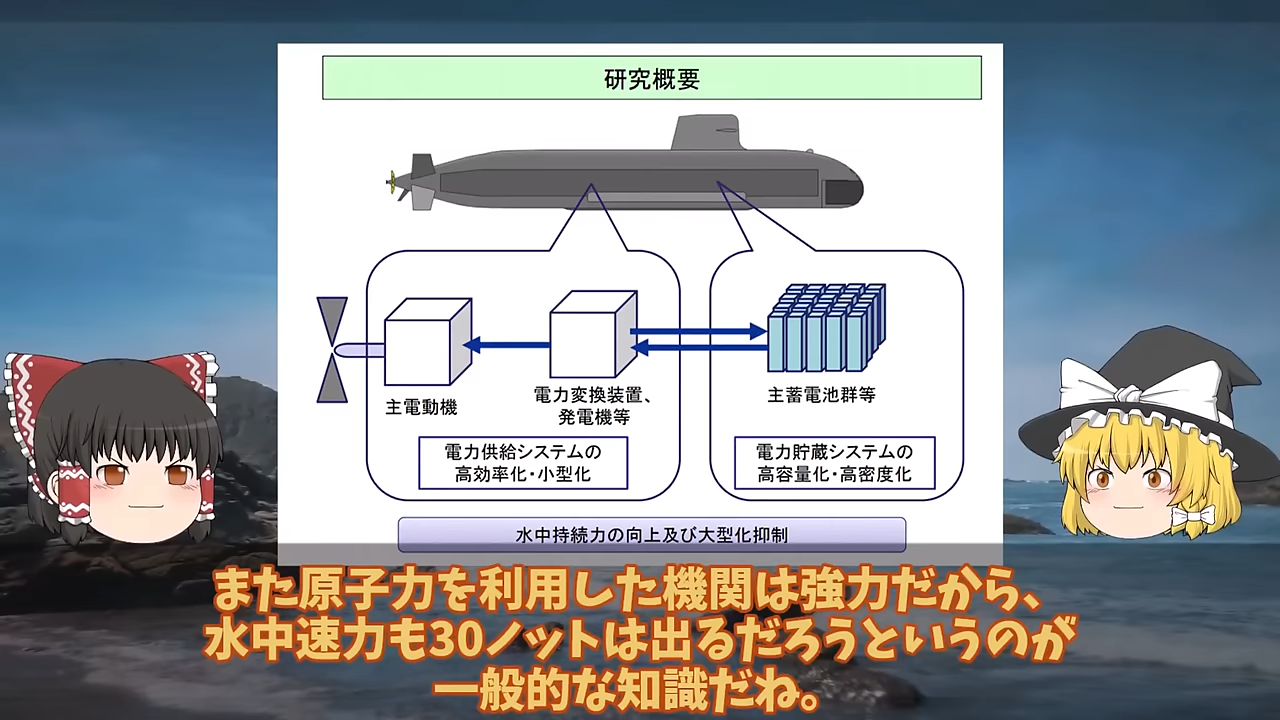 研究概要
主電動機
電力変換装置、
発電機等
主蓄電池群等
電力供給システムの
高効率化・小型化
電力貯蔵システムの
高容量化・高密度化
水中持続力の向上及び大型化抑制
また原子力を利用した機関は強力だから、
水中速力も30ノットは出るだろうというのが
一般的な知識だね。